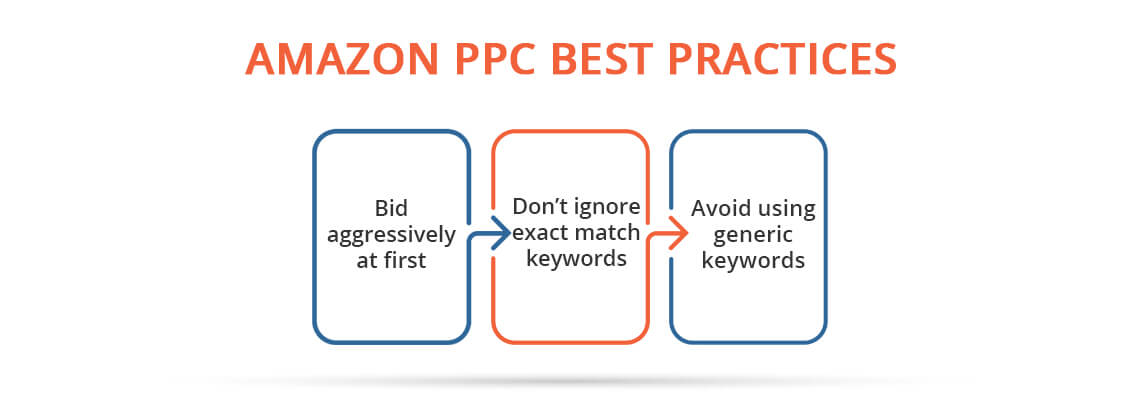 AMAZON PPC BEST PRACTICES
Bid
aggressively
at first
Don’t ignore
exact match
keywords
Avoid using
generic
keywords